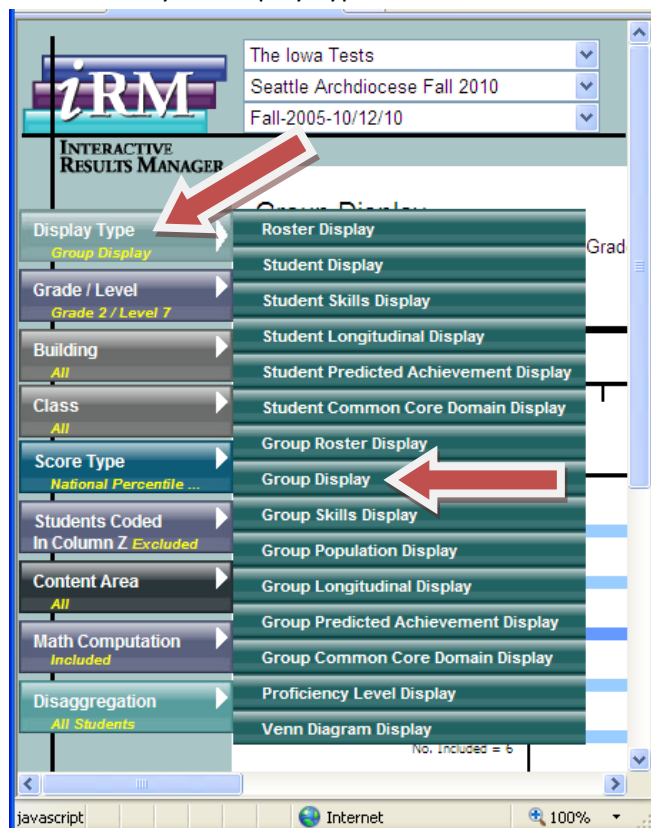 iRM
The Iowa Tests
Seattle Archdiocese Fall 2010
Fall-2005-10/12/10
INTERACTIVE
RESULTS MANAGER
Display Type
Group Display
Grade / Level
Grade 2 / Level 7
Building
All
Class
All
Score Type
National Percentile ...
Students Coded
In Column Z Excluded
Content Area
All
Math Computation
Included
Disaggregation
All Students
Group Display
Grad
Roster Display
Student Display
Student Skills Display
Student Longitudinal Display
Student Predicted Achievement Display
Student Common Core Domain Display
Group Roster Display
Group Display
Group Skills Display
Group Population Display
Group Longitudinal Display
Group Predicted Achievement Display
Group Common Core Domain Display
Proficiency Level Display
Venn Diagram Display
No. Included = 6
javascript
Internet
100%